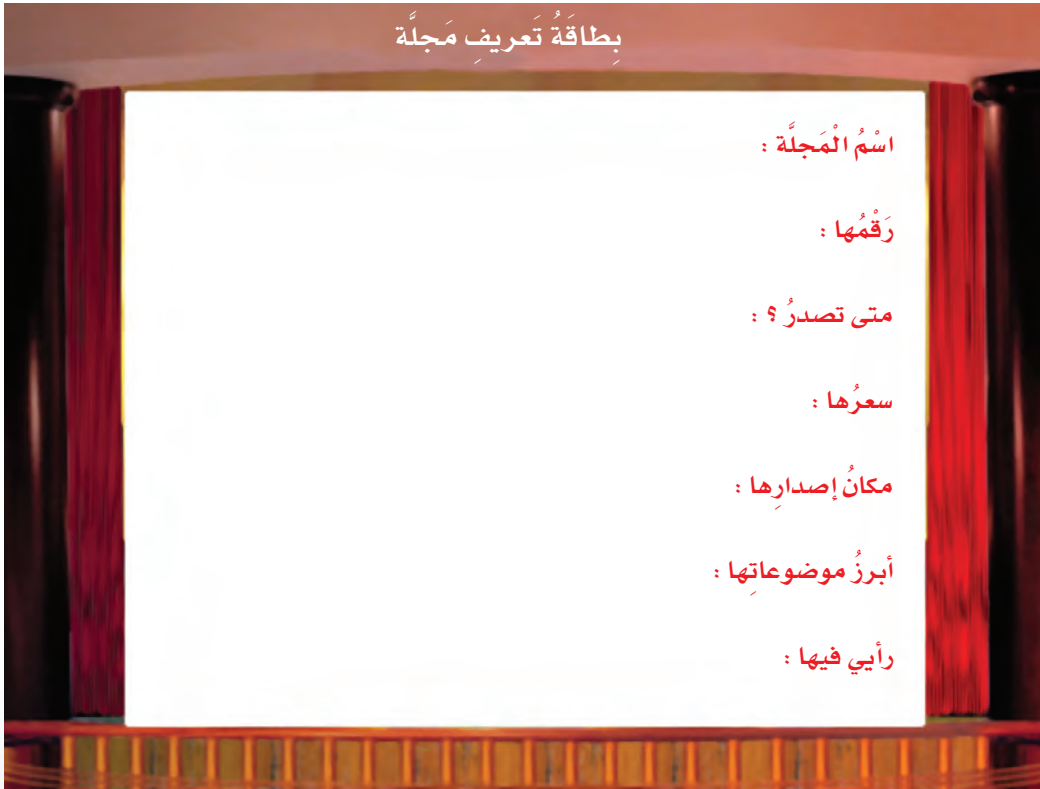 بِطاقَةُ تَعريفِ مَجلَّة
اسْمُ الْمَجلَّة :
رَقْمُها :
متى تصدرُ ؟ :
سعرُها :
مكانُ إصدارِها :
أبرزُ موضوعاتِها :
رأيي فيها :